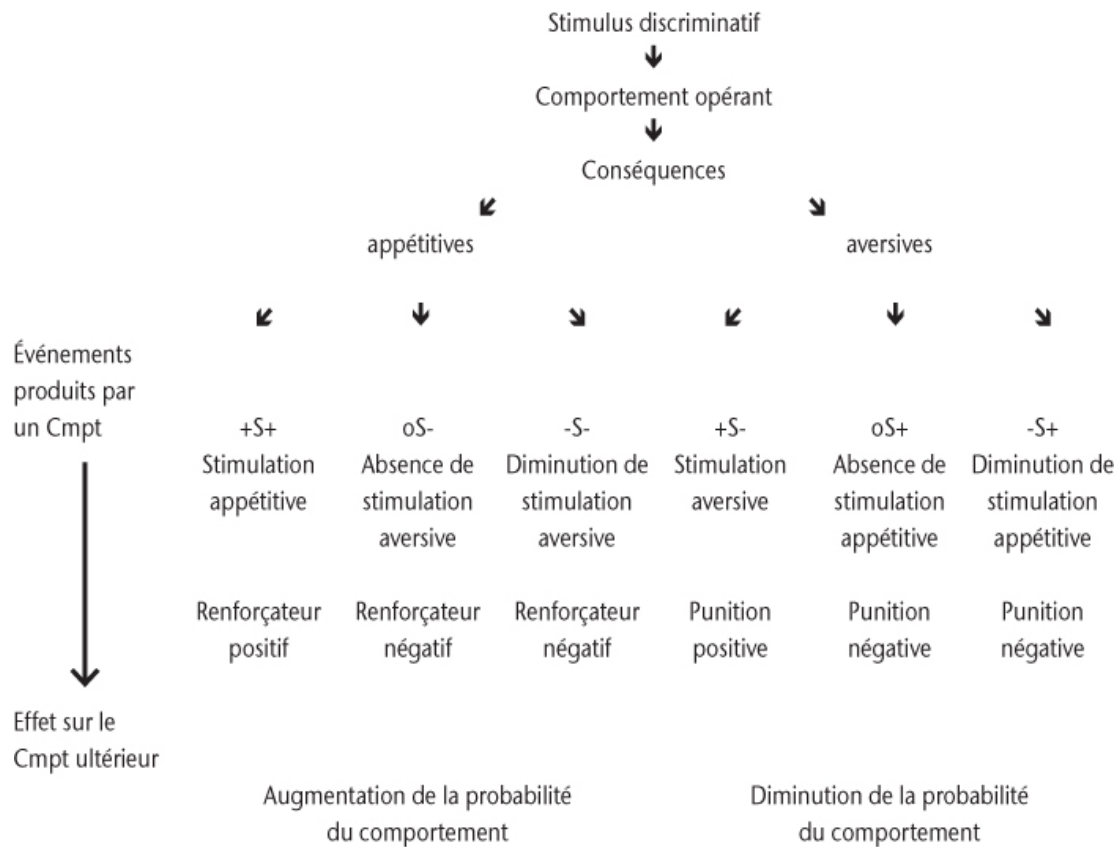 Stimulus discriminatif
Comportement opérant
Conséquences
appétitives
aversives
Événements
produits par
un Cmpt
+S+
Stimulation
appétitive
oS-
Absence de
stimulation
aversive
-S-
Diminution de
stimulation
aversive
+S-
Stimulation
aversive
oS+
Absence de
stimulation
appétitive
-S+
Diminution de
stimulation
appétitive
Renforçateur
positif
Renforçateur
négatif
Renforçateur
négatif
Punition
positive
Punition
négative
Punition
négative
Effet sur le
Cmpt ultérieur
Augmentation de la probabilité
du comportement
Diminution de la probabilité
du comportement